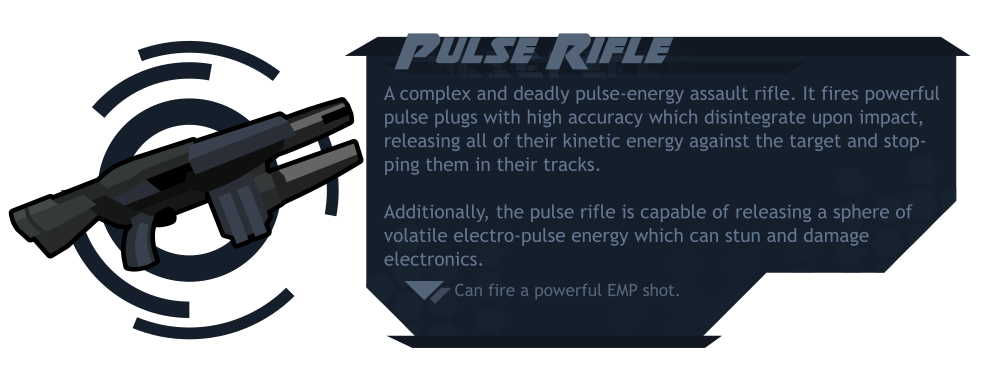 Pulse Rifle
A complex and deadly pulse-energy assault rifle. It fires powerful
pulse plugs with high accuracy which disintegrate upon impact,
releasing all of their kinetic energy against the target and stop-
ping them in their tracks.
Additionally, the pulse rifle is capable of releasing a sphere of
volatile electro-pulse energy which can stun and damage
electronics.
Can fire a powerful EMP shot.